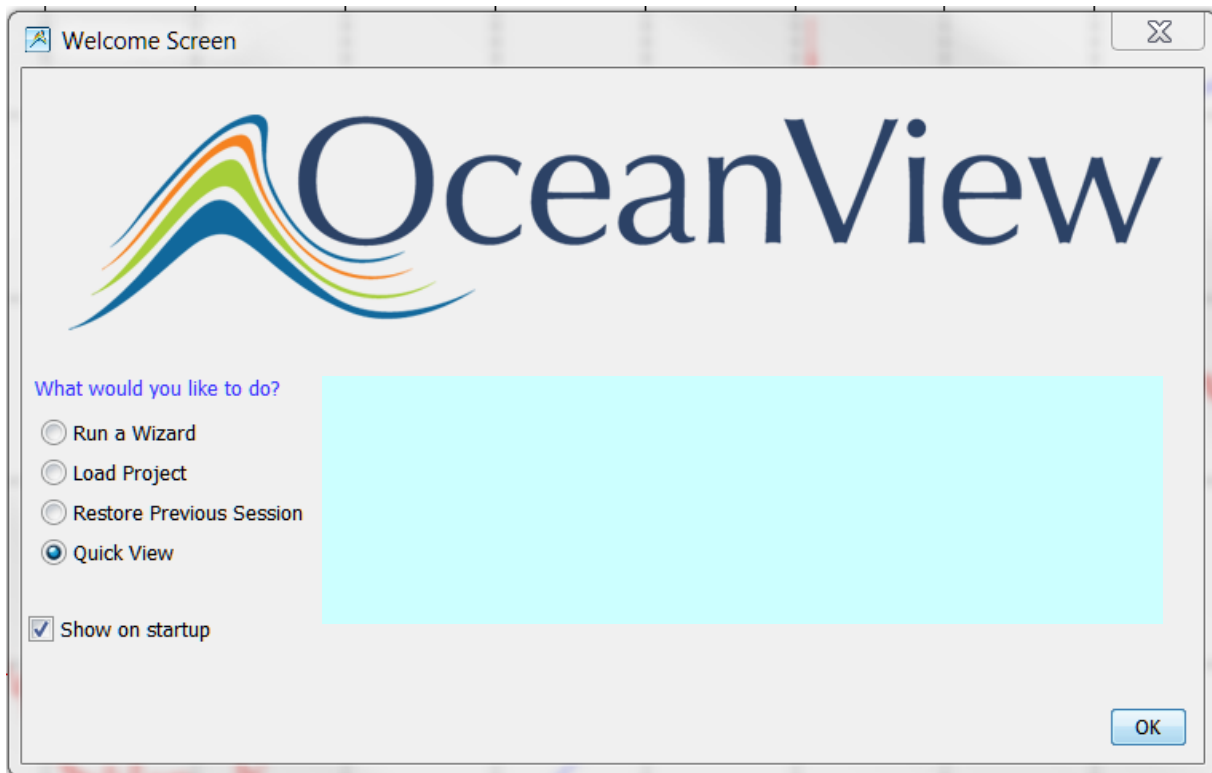 Welcome Screen
OceanView
What would you like to do?
Run a Wizard
Load Project
Restore Previous Session
Quick View
Show on startup
OK